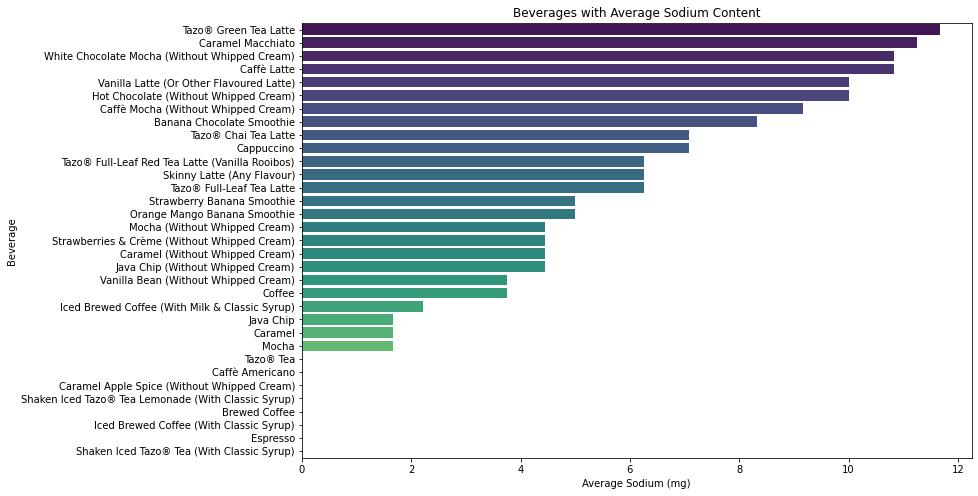 Beverages with Average Sodium Content
Beverage
Tazo® Green Tea Latte
Caramel Macchiato
White Chocolate Mocha (Without Whipped Cream)
Caffè Latte
Vanilla Latte (Or Other Flavoured Latte)
Hot Chocolate (Without Whipped Cream)
Caffè Mocha (Without Whipped Cream)
Banana Chocolate Smoothie
Tazo® Chai Tea Latte
Cappuccino
Tazo® Full-Leaf Red Tea Latte (Vanilla Rooibos)
Skinny Latte (Any Flavour)
Tazo® Full-Leaf Tea Latte
Strawberry Banana Smoothie
Orange Mango Banana Smoothie
Mocha (Without Whipped Cream)
Strawberries & Crème (Without Whipped Cream)
Caramel (Without Whipped Cream)
Java Chip (Without Whipped Cream)
Vanilla Bean (Without Whipped Cream)
Coffee
Iced Brewed Coffee (With Milk & Classic Syrup)
Java Chip
Caramel
Mocha
Tazo® Tea
Caffè Americano
Caramel Apple Spice (Without Whipped Cream)
Shaken Iced Tazo® Tea Lemonade (With Classic Syrup)
Brewed Coffee
Iced Brewed Coffee (With Classic Syrup)
Espresso
Shaken Iced Tazo® Tea (With Classic Syrup)
0 2 4 6 8 10 12
Average Sodium (mg)